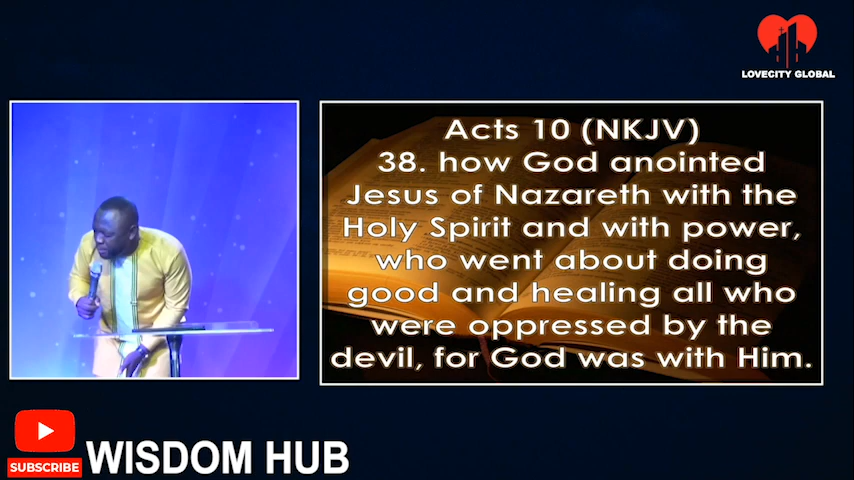 LOVECITY GLOBAL
Acts 10 (NKJV)
38. how God anointed
Jesus of Nazareth with the
Holy Spirit and with power,
who went about doing
good and healing all who
were oppressed by the
devil, for God was with Him.
SUBSCRIBE
WISDOM HUB